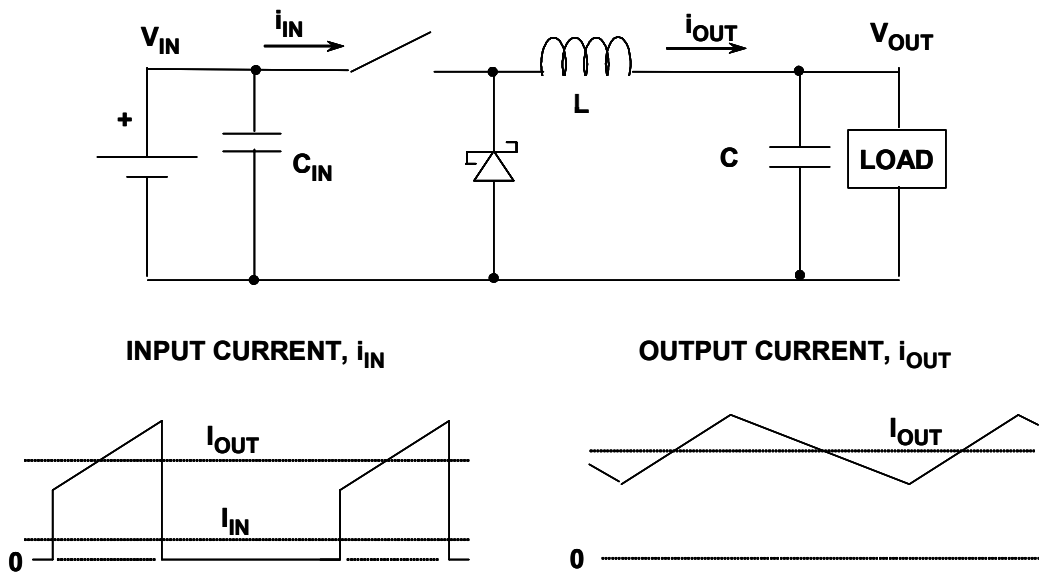 i_IN
i_OUT
V_IN
V_OUT
+
L
C_IN
C
LOAD
INPUT CURRENT, i_IN
OUTPUT CURRENT, i_OUT
I_OUT
I_OUT
I_IN
0
0